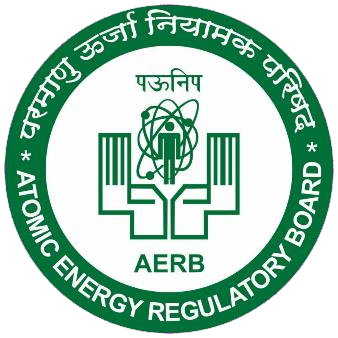 * परमाणु ऊर्जा नियामक परिषद *
पऊनिप
AERB
ATOMIC ENERGY REGULATORY BOARD